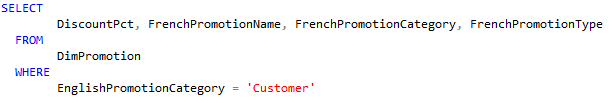 SELECT
DiscountPct, FrenchPromotionName, FrenchPromotionCategory, FrenchPromotionType
FROM
DimPromotion
WHERE
EnglishPromotionCategory = 'Customer'